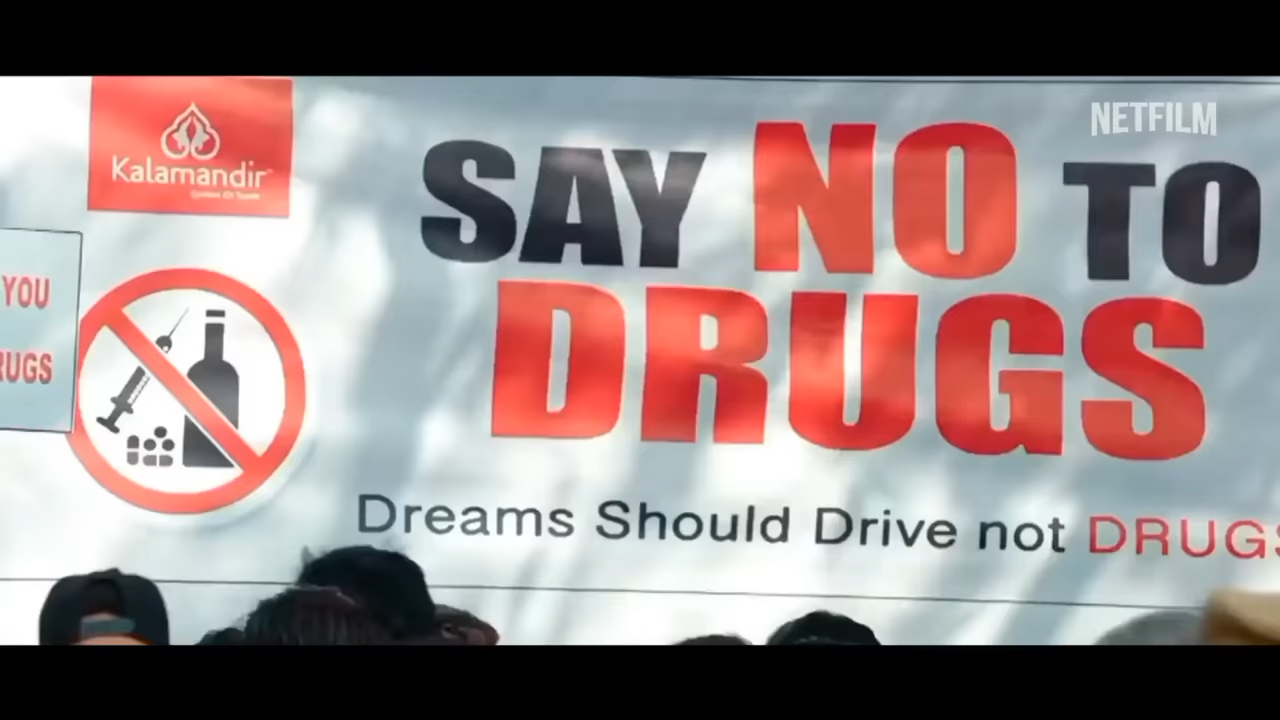 NETFILM
Kalamandir
SAY NO TO
DRUGS
YOU
RUGS
Dreams Should Drive not DRUGS